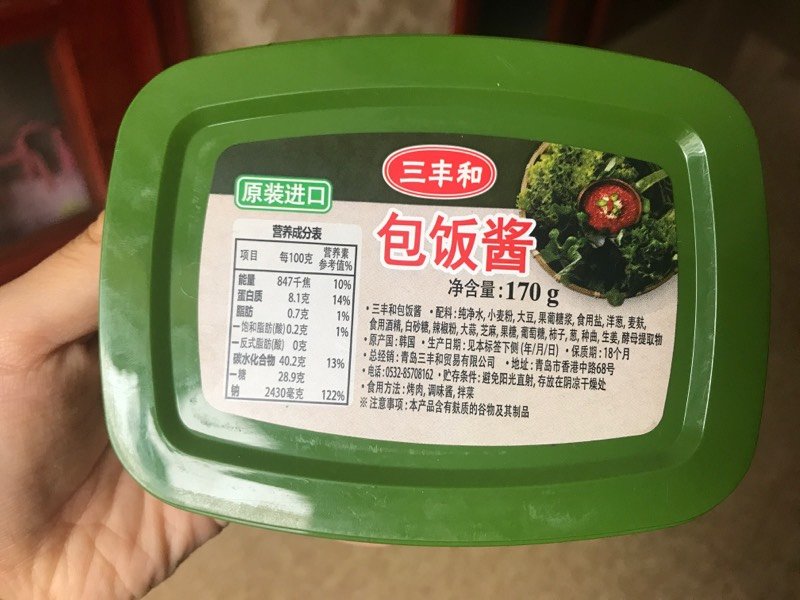 三丰和
原装进口
包饭酱
净含量:170 g
营养成分表
项目 每100克 营养素参考值%
能量 847千焦 10%
蛋白质 8.1克 14%
脂肪 0.7克 1%
—饱和脂肪(酸) 0.2克 1%
—反式脂肪(酸) 0克
碳水化合物 40.2克 13%
—糖 28.9克
钠 2430毫克 122%
·三丰和包饭酱 ·配料:纯净水,小麦粉,大豆,果葡糖浆,食用盐,洋葱,麦麸,
食用酒精,白砂糖,辣椒粉,大蒜,芝麻,果糖,葡萄糖,柿子,葱,种曲,生姜,酵母提取物
·原产国:韩国 ·生产日期:见本标签下侧(年/月/日) ·保质期:18个月
·总经销:青岛三丰和贸易有限公司 ·地址:青岛市香港中路68号
·电话:0532-85708162 ·贮存条件:避免阳光直射,存放在阴凉干燥处
·食用方法:烤肉,调味酱,拌菜
※ 注意事项:本产品含有麸质的谷物及其制品